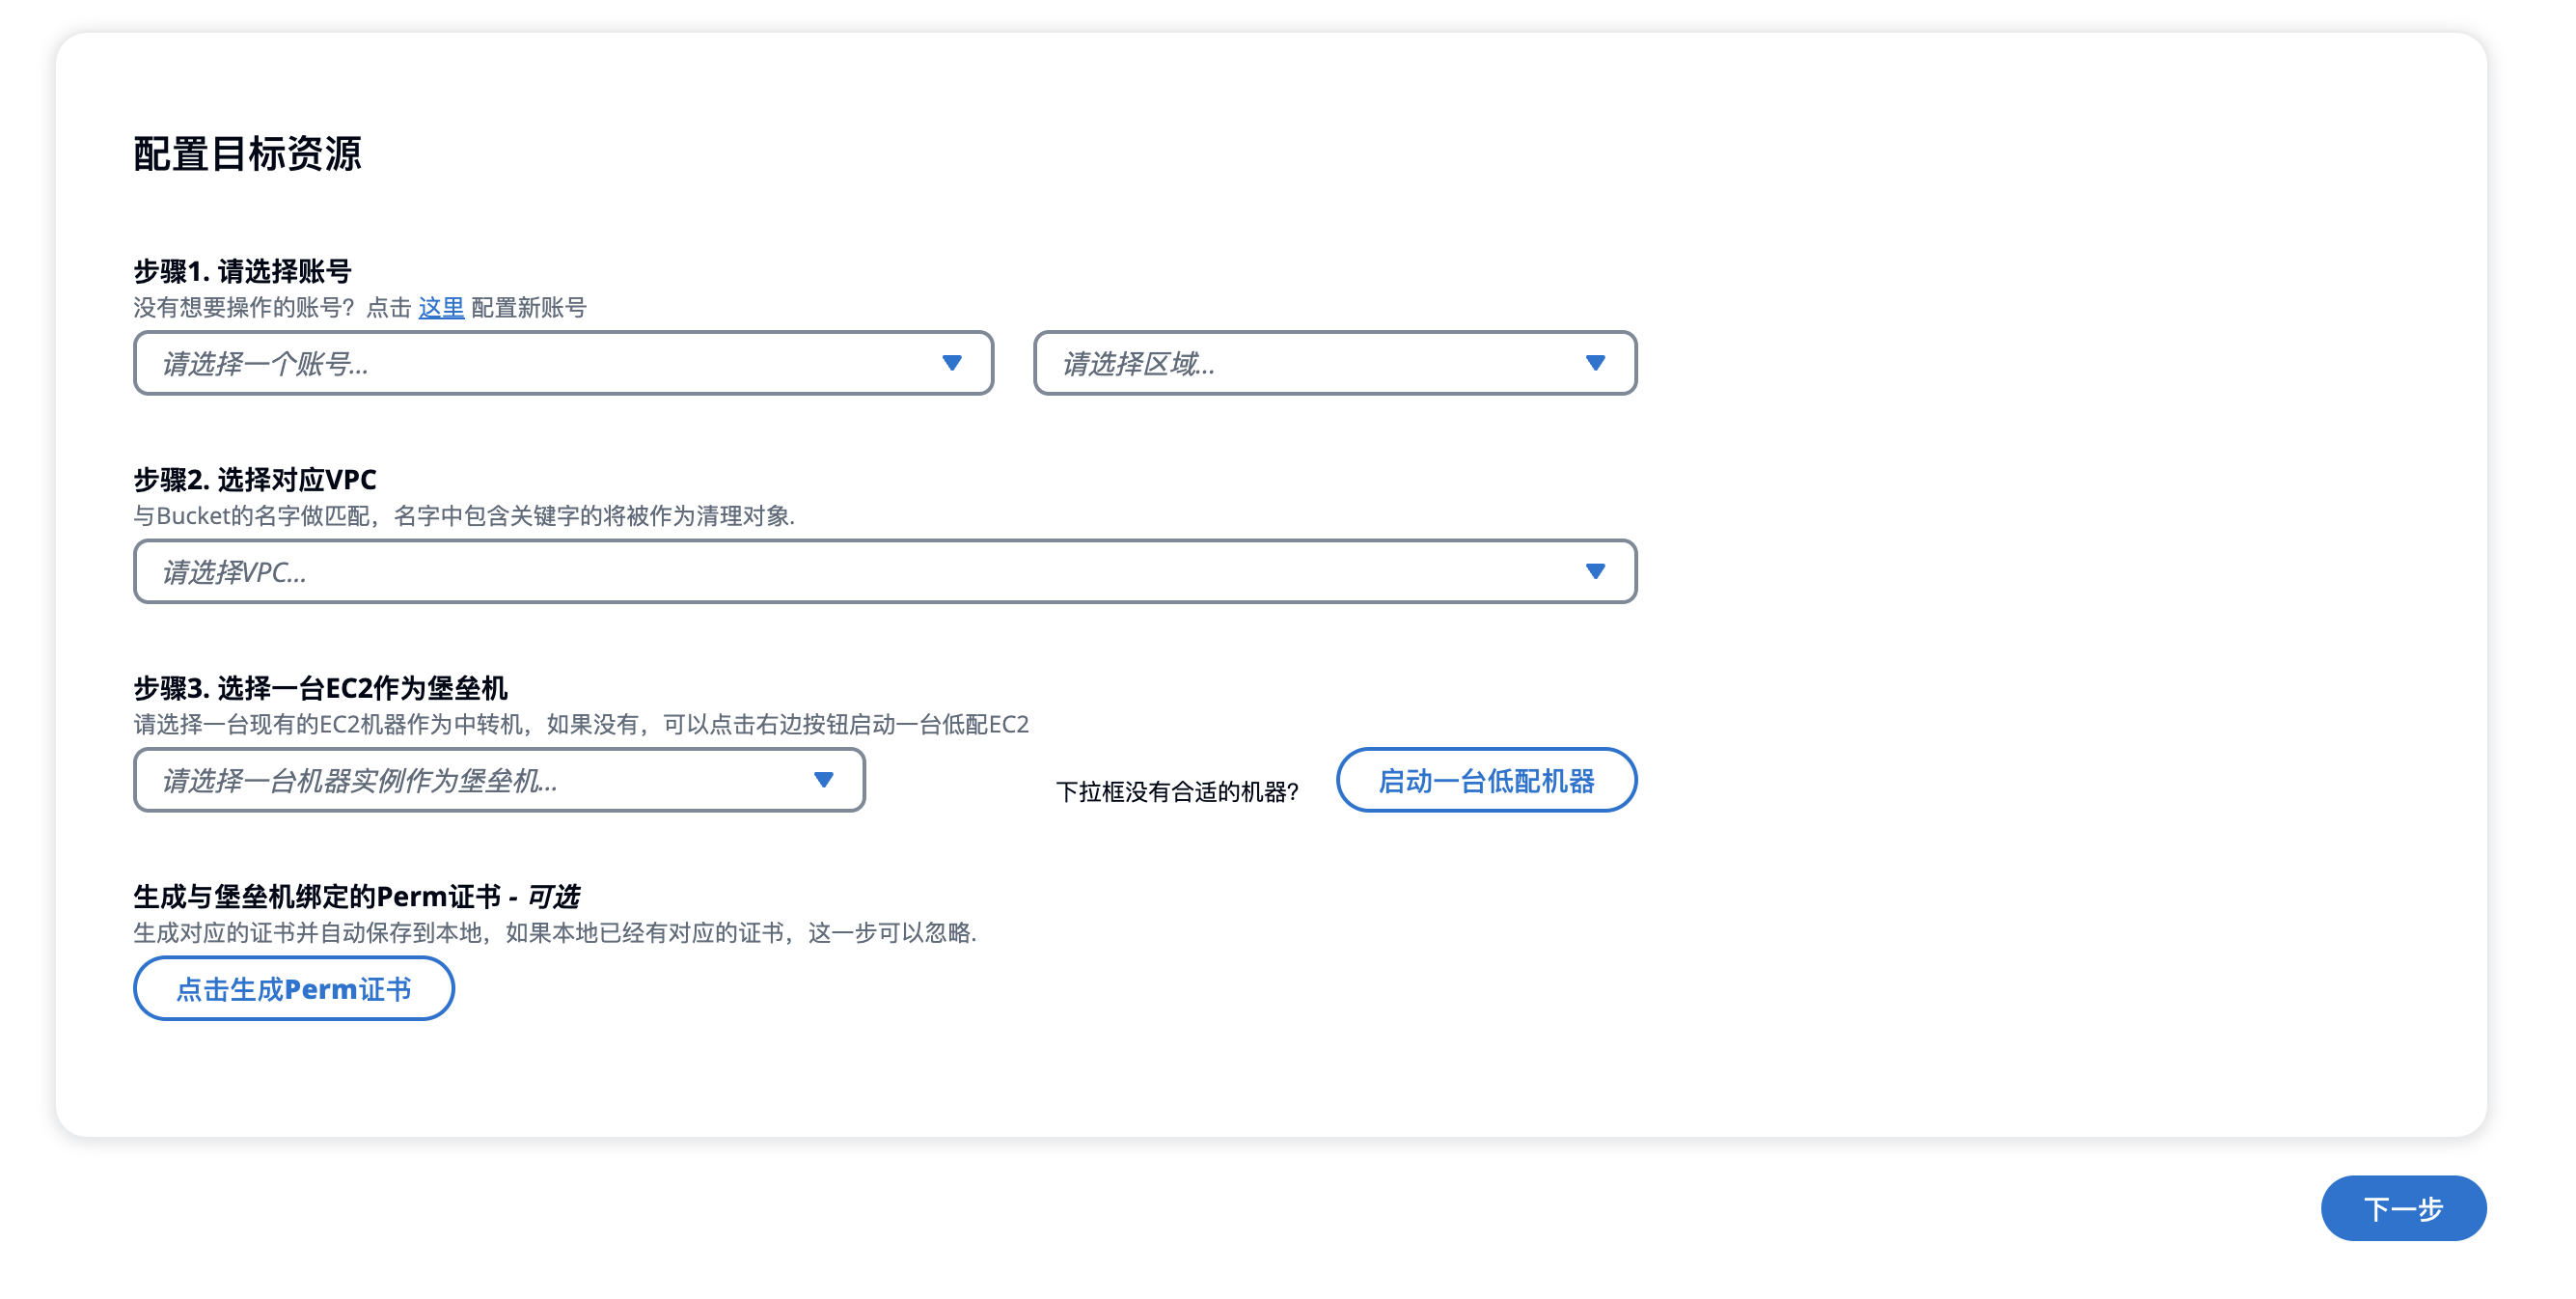 配置目标资源
步骤1. 请选择账号
没有想要操作的账号？点击 这里 配置新账号
请选择一个账号...
请选择区域...
步骤2. 选择对应VPC
与Bucket的名字做匹配，名字中包含关键字的将被作为清理对象.
请选择VPC...
步骤3. 选择一台EC2作为堡垒机
请选择一台现有的EC2机器作为中转机，如果没有，可以点击右边按钮启动一台低配EC2
请选择一台机器实例作为堡垒机...
下拉框没有合适的机器?
启动一台低配机器
生成与堡垒机绑定的Perm证书 - 可选
生成对应的证书并自动保存到本地，如果本地已经有对应的证书，这一步可以忽略.
点击生成Perm证书
下一步